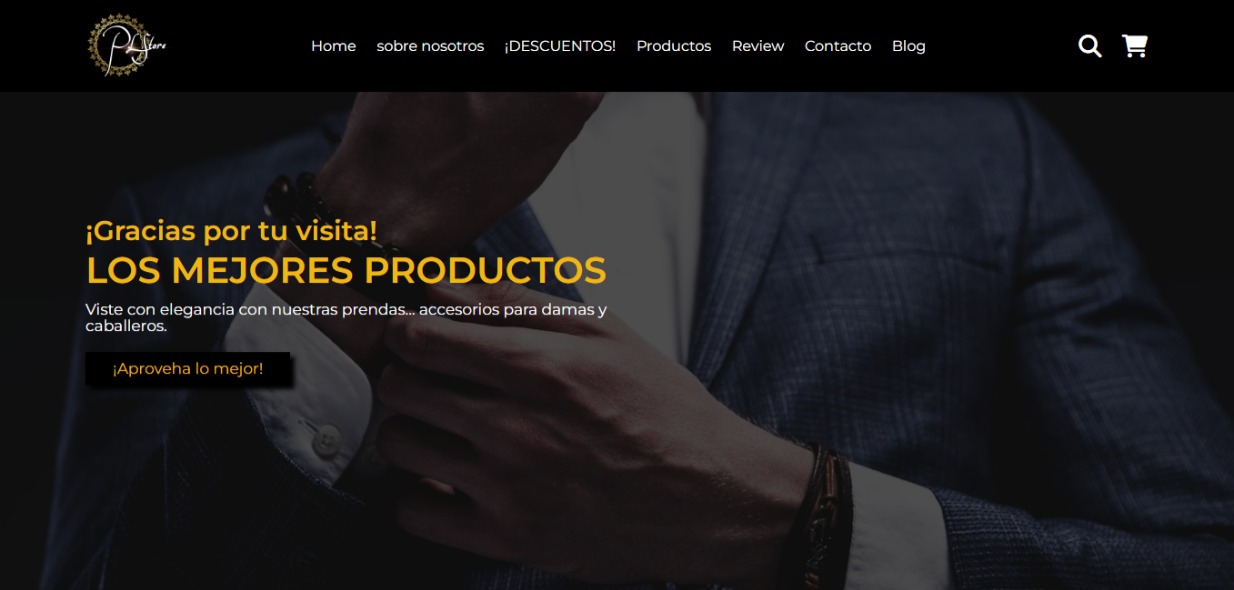 PL Store
Home sobre nosotros ¡DESCUENTOS! Productos Review Contacto Blog
¡Gracias por tu visita!
LOS MEJORES PRODUCTOS
Viste con elegancia con nuestras prendas... accesorios para damas y
caballeros.
¡Aproveha lo mejor!